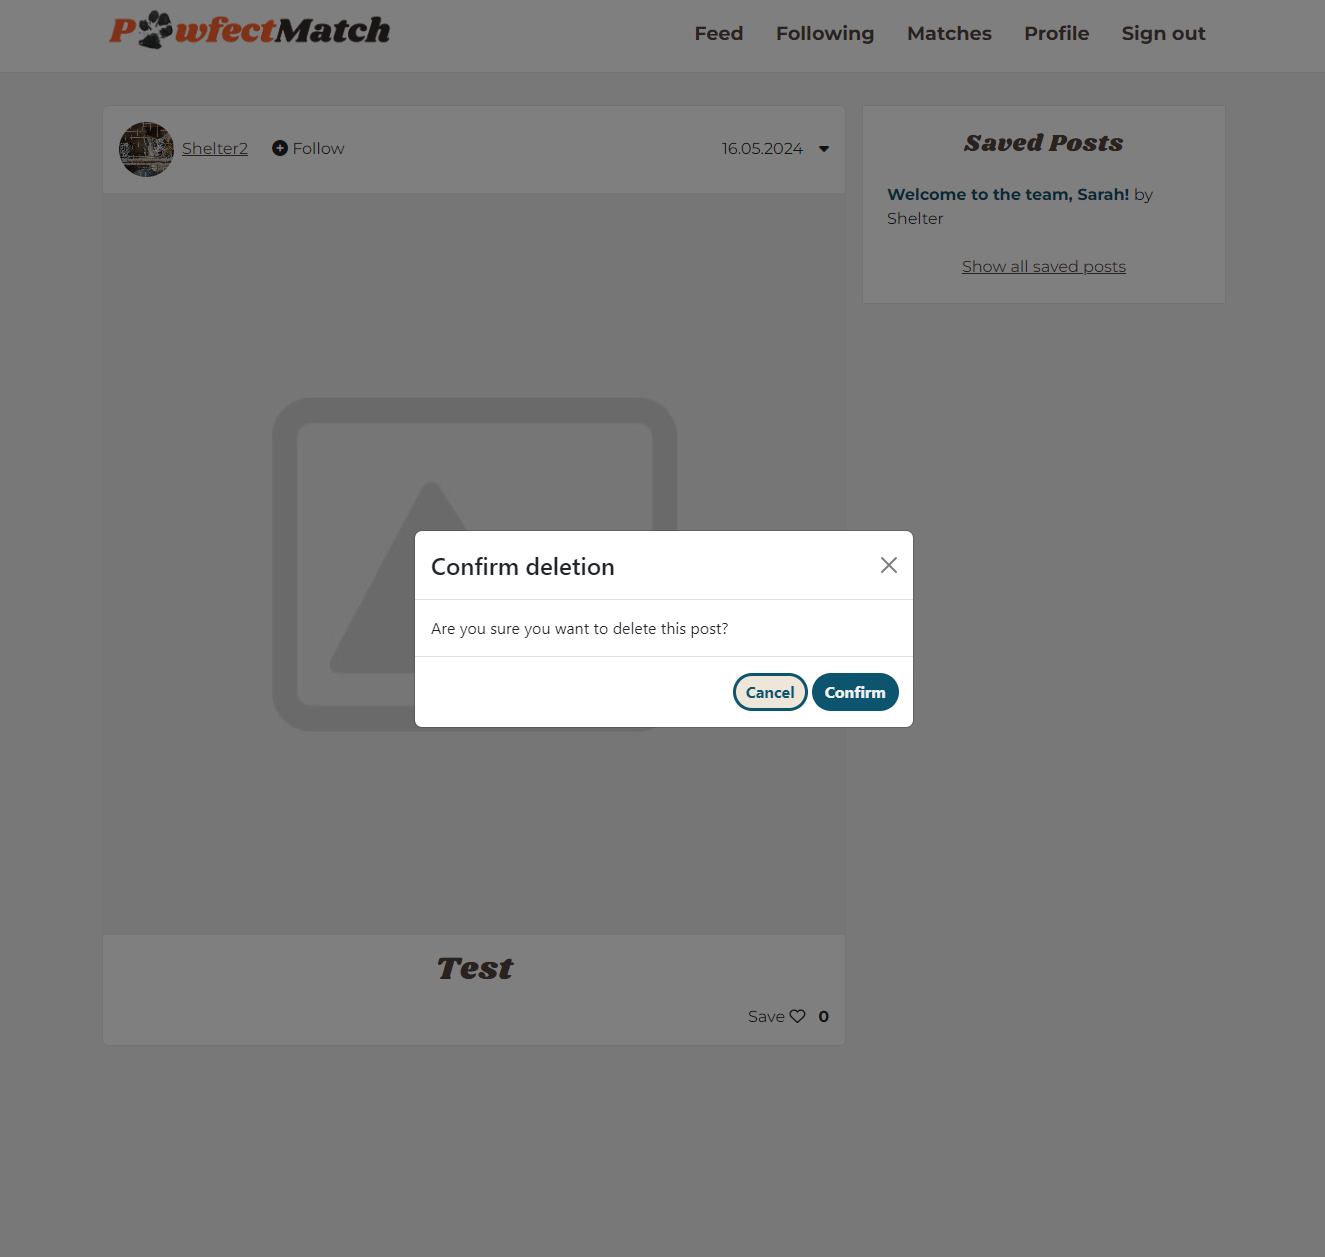 PawfectMatch
Feed Following Matches Profile Sign out
Shelter2 Follow 16.05.2024
Saved Posts
Welcome to the team, Sarah! by
Shelter
Show all saved posts
Confirm deletion
Are you sure you want to delete this post?
Cancel Confirm
Test
Save 0